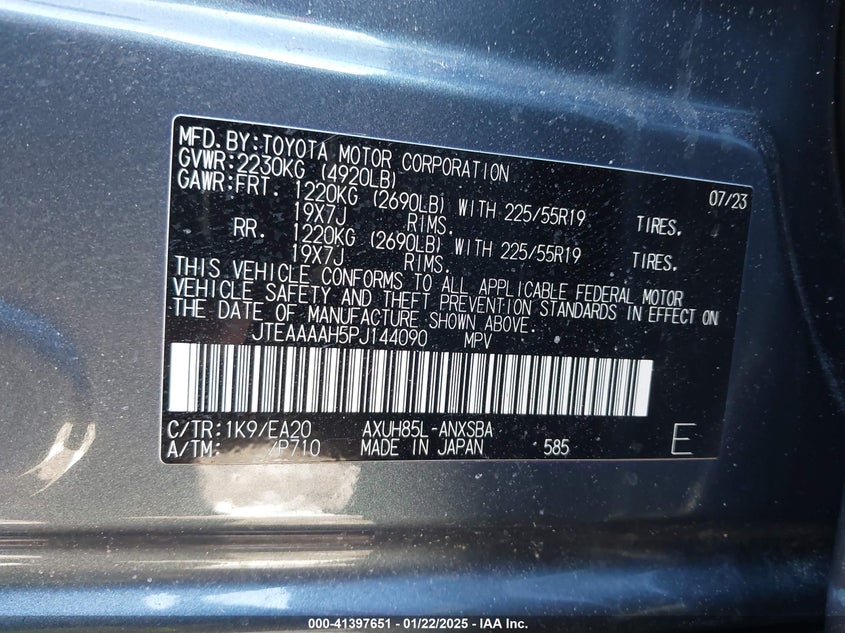 MFD.BY:TOYOTA MOTOR CORPORATION 07/23
GVWR:2230KG (4920LB)
GAWR:FRT. 1220KG (2690LB) WITH 225/55R19 TIRES.
19X7J RIMS.
RR. 1220KG (2690LB) WITH 225/55R19 TIRES.
19X7J RIMS.
THIS VEHICLE CONFORMS TO ALL APPLICABLE FEDERAL MOTOR
VEHICLE SAFETY AND THEFT PREVENTION STANDARDS IN EFFECT ON
THE DATE OF MANUFACTURE SHOWN ABOVE.
JTEAAAAH5PJ144090 MPV
C/TR:1K9/EA20 AXUH85L-ANXSBA
A/TM: /P710 MADE IN JAPAN 585 E
000-41397651 - 01/22/2025 - IAA Inc.